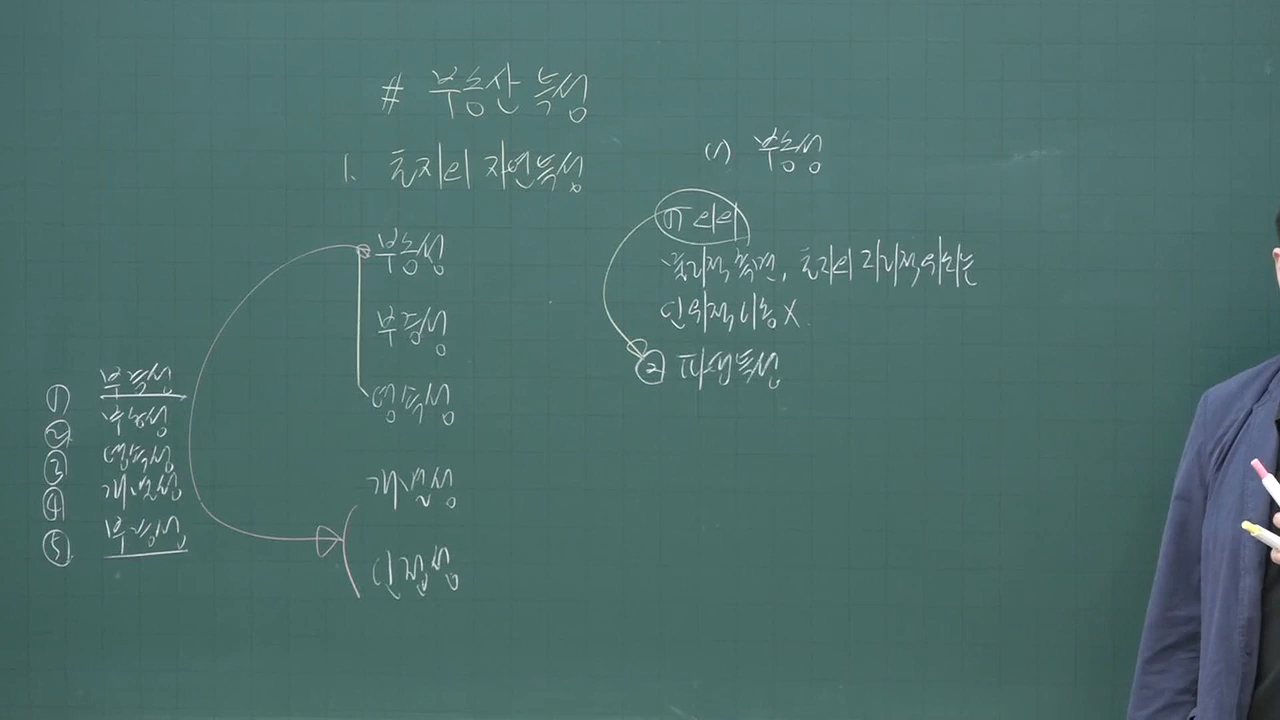 # 부동산 특성
1. 토지의 자연특성
부동성
부증성
영속성
개별성
인접성
① 부증성
② 부동성
③ 영속성
④ 개별성
⑤ 부증성
(1) 부동성
① 의의
물리적 측면, 토지의 지리적 위치는
인위적 이동 X
② 파생특성